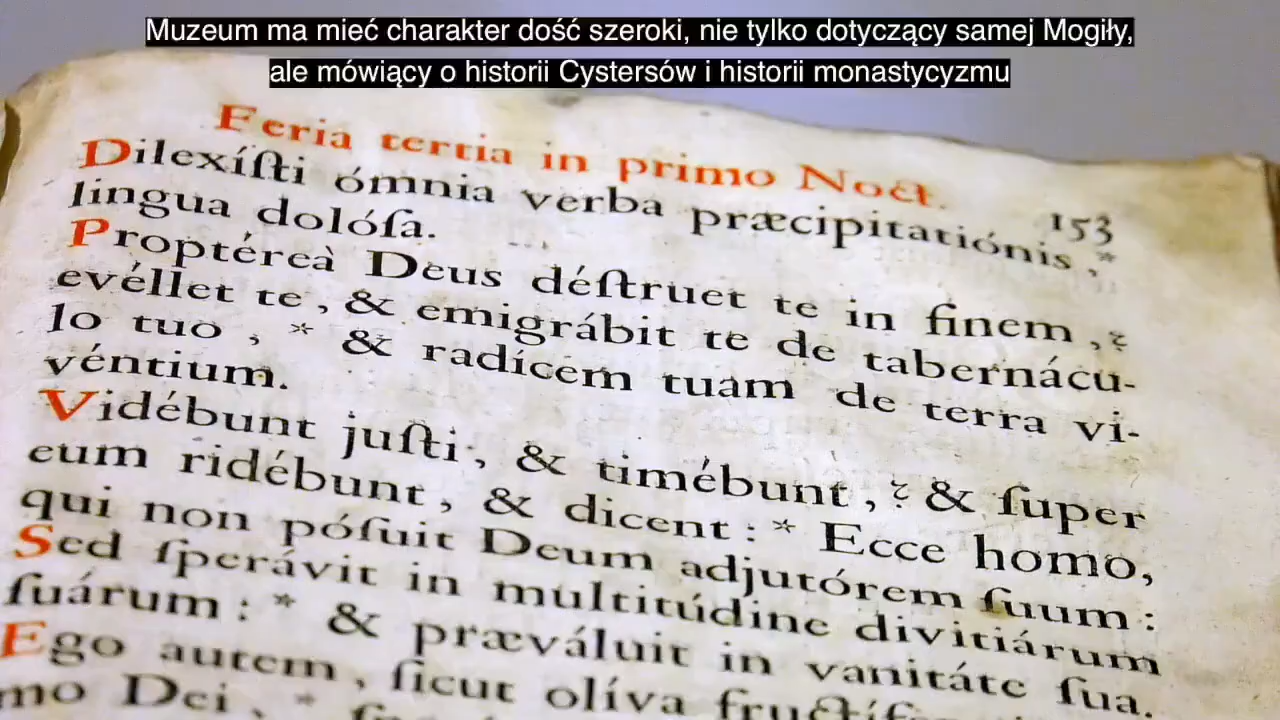 Muzeum ma mieć charakter dość szeroki, nie tylko dotyczący samej Mogiły,
ale mówiący o historii Cystersów i historii monastycyzmu
Feria tertia in primo Noct. 153
Dilexíſti ómnia verba præcipitatiónis, *
lingua dolóſa.
Proptéreà Deus déſtruet te in finem, ?
evéllet te, & emigrábit te de tabernácu-
lo tuo, * & radícem tuam de terra vi-
véntium.
Vidébunt juſti, & timébunt, ? & ſuper
eum ridébunt, & dicent: * Ecce homo,
qui non póſuit Deum adjutórem ſuum:
Sed ſperávit in multitúdine divitiárum
ſuárum: * & præváluit in vanitáte ſua.
Ego autem, ſicut olíva fructíf
mo Dei, *